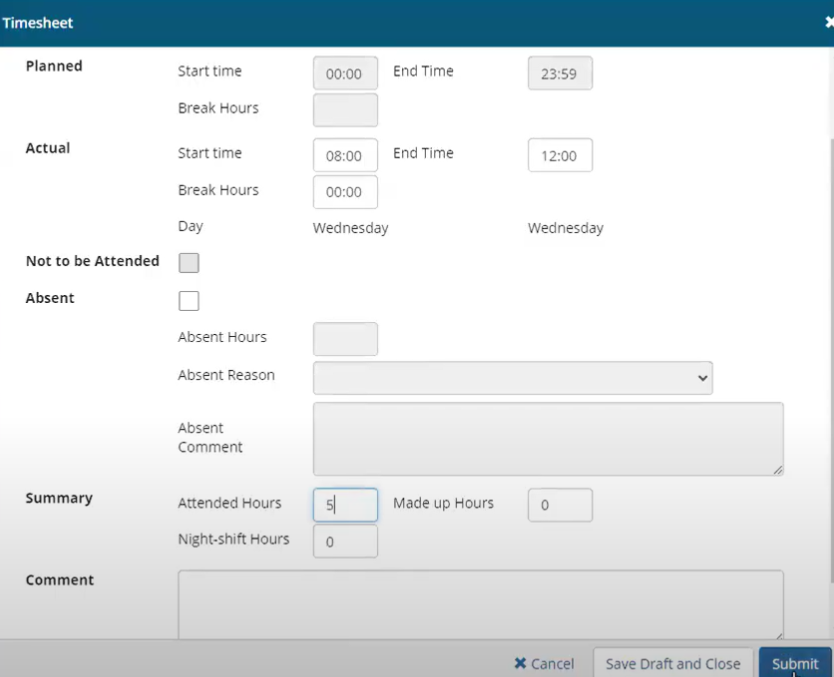 Timesheet
Planned Start time 00:00 End Time 23:59
Break Hours
Actual Start time 08:00 End Time 12:00
Break Hours 00:00
Day Wednesday Wednesday
Not to be Attended
Absent
Absent Hours
Absent Reason
Absent
Comment
Summary Attended Hours 5 Made up Hours 0
Night-shift Hours 0
Comment
Cancel Save Draft and Close Submit